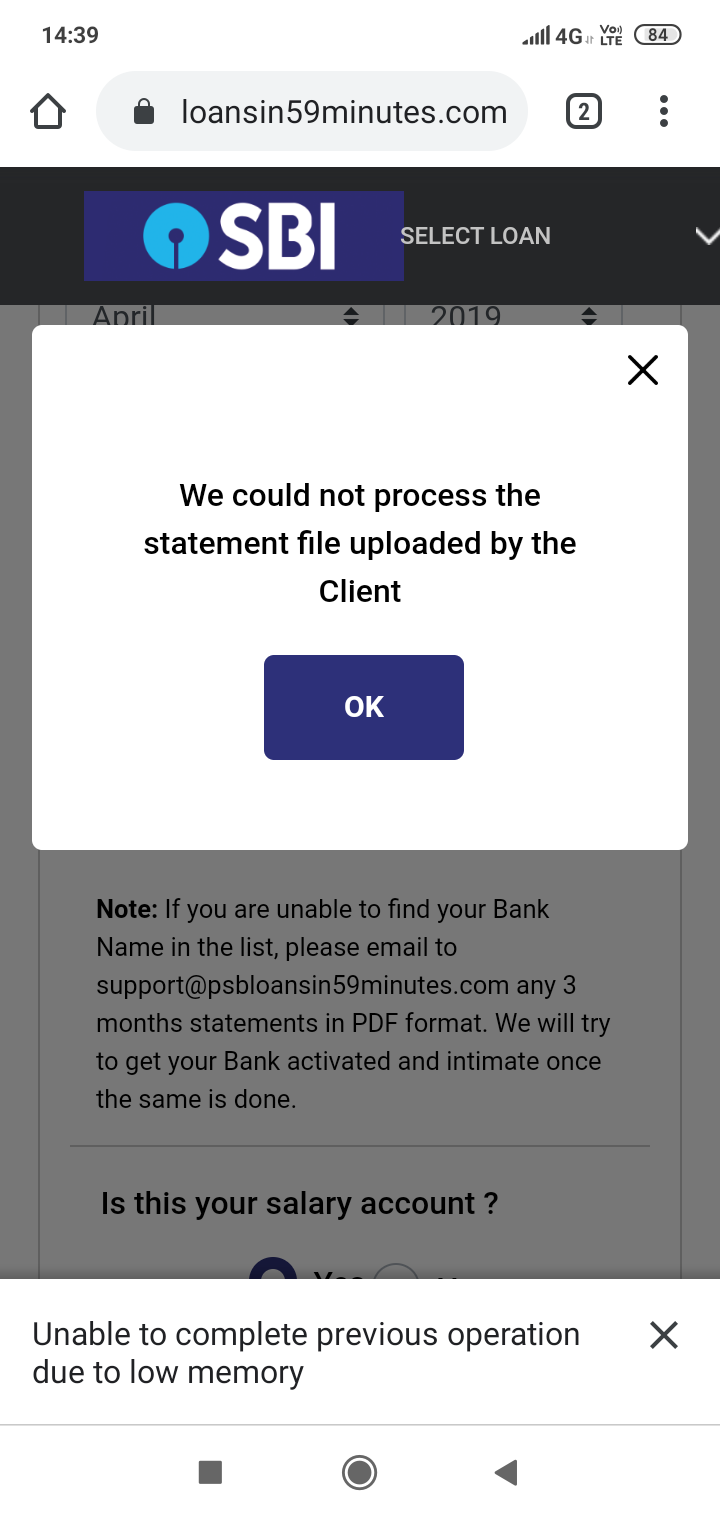 14:39
4G
Vo)
LTE
84
loansin59minutes.com
2
SBI
SELECT LOAN
April
2019
We could not process the
statement file uploaded by the
Client
OK
Note: If you are unable to find your Bank
Name in the list, please email to
support@psbloansin59minutes.com any 3
months statements in PDF format. We will try
to get your Bank activated and intimate once
the same is done.
Is this your salary account ?
Yes
Unable to complete previous operation
due to low memory